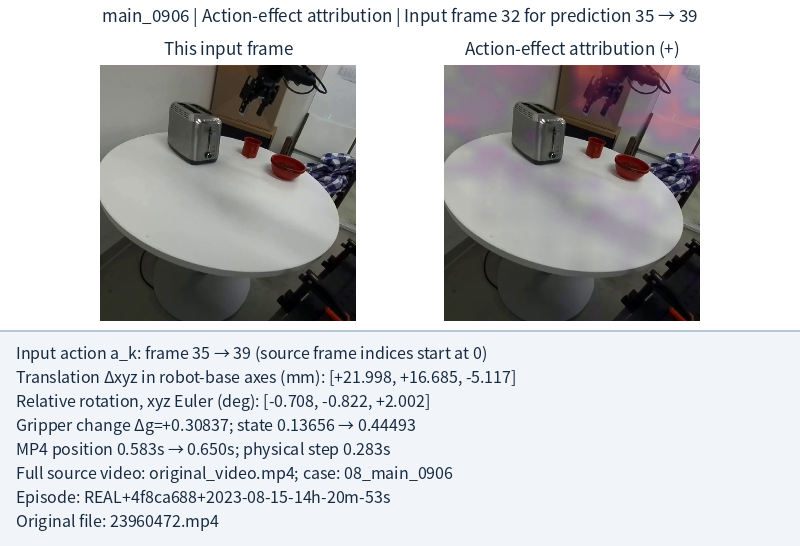 main_0906 | Action-effect attribution | Input frame 32 for prediction 35 → 39
This input frame
Action-effect attribution (+)
Input action a_k: frame 35 → 39 (source frame indices start at 0)
Translation Δxyz in robot-base axes (mm): [+21.998, +16.685, -5.117]
Relative rotation, xyz Euler (deg): [-0.708, -0.822, +2.002]
Gripper change Δg=+0.30837; state 0.13656 → 0.44493
MP4 position 0.583s → 0.650s; physical step 0.283s
Full source video: original_video.mp4; case: 08_main_0906
Episode: REAL+4f8ca688+2023-08-15-14h-20m-53s
Original file: 23960472.mp4